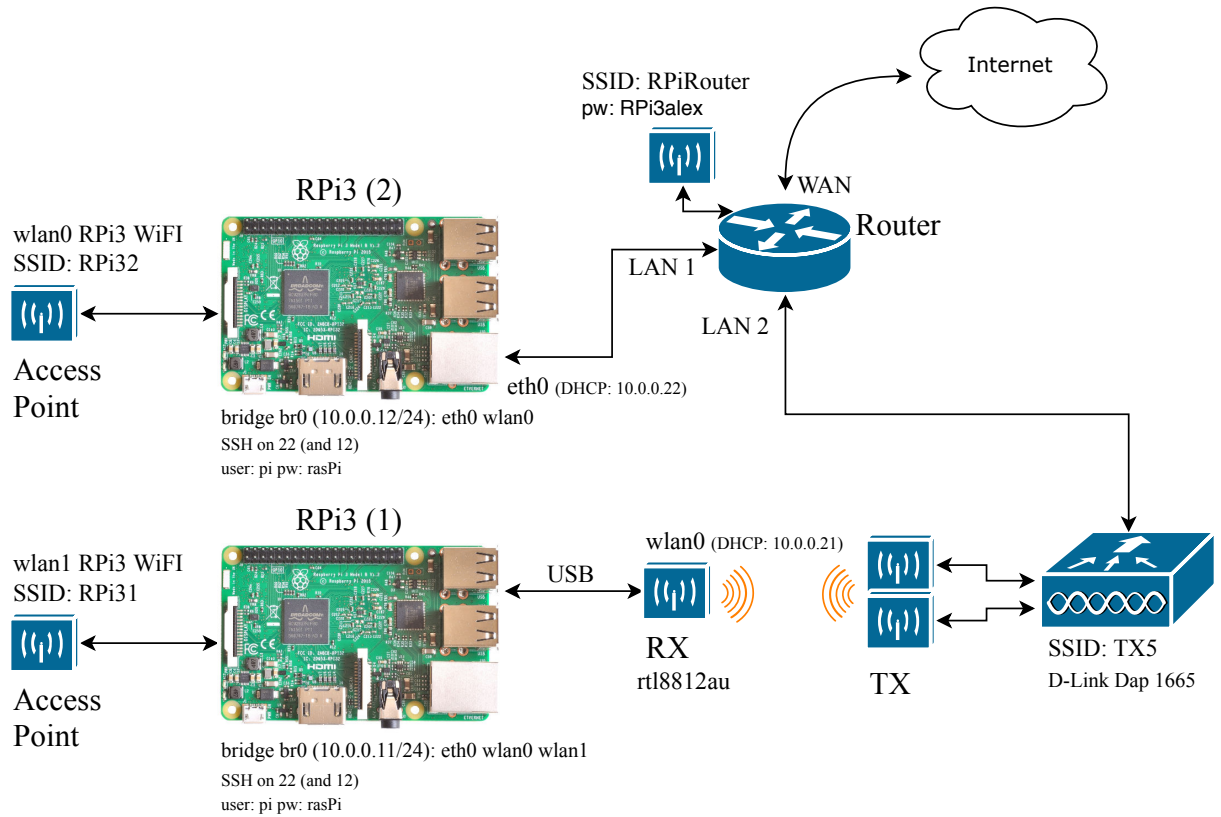 Internet
SSID: RPiRouter
pw: RPi3alex
WAN
Router
LAN 1
LAN 2
RPi3 (2)
wlan0 RPi3 WiFI
SSID: RPi32
Access
Point
HDMI
eth0 (DHCP: 10.0.0.22)
bridge br0 (10.0.0.12/24): eth0 wlan0
SSH on 22 (and 12)
user: pi pw: rasPi
RPi3 (1)
wlan1 RPi3 WiFI
SSID: RPi31
Access
Point
HDMI
USB
wlan0 (DHCP: 10.0.0.21)
RX
rtl8812au
TX
SSID: TX5
D-Link Dap 1665
bridge br0 (10.0.0.11/24): eth0 wlan0 wlan1
SSH on 22 (and 12)
user: pi pw: rasPi